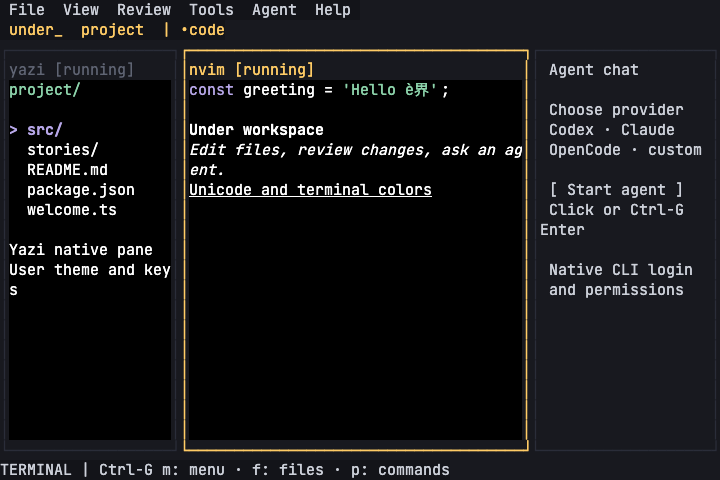 File  View  Review  Tools  Agent  Help
under_  project  | •code
yazi [running]
project/
> src/
stories/
README.md
package.json
welcome.ts
Yazi native pane
User theme and key
s
nvim [running]
const greeting = 'Hello è界';
Under workspace
Edit files, review changes, ask an ag
ent.
Unicode and terminal colors
Agent chat
Choose provider
Codex · Claude
OpenCode · custom
[ Start agent ]
Click or Ctrl-G
Enter
Native CLI login
and permissions
TERMINAL | Ctrl-G m: menu · f: files · p: commands